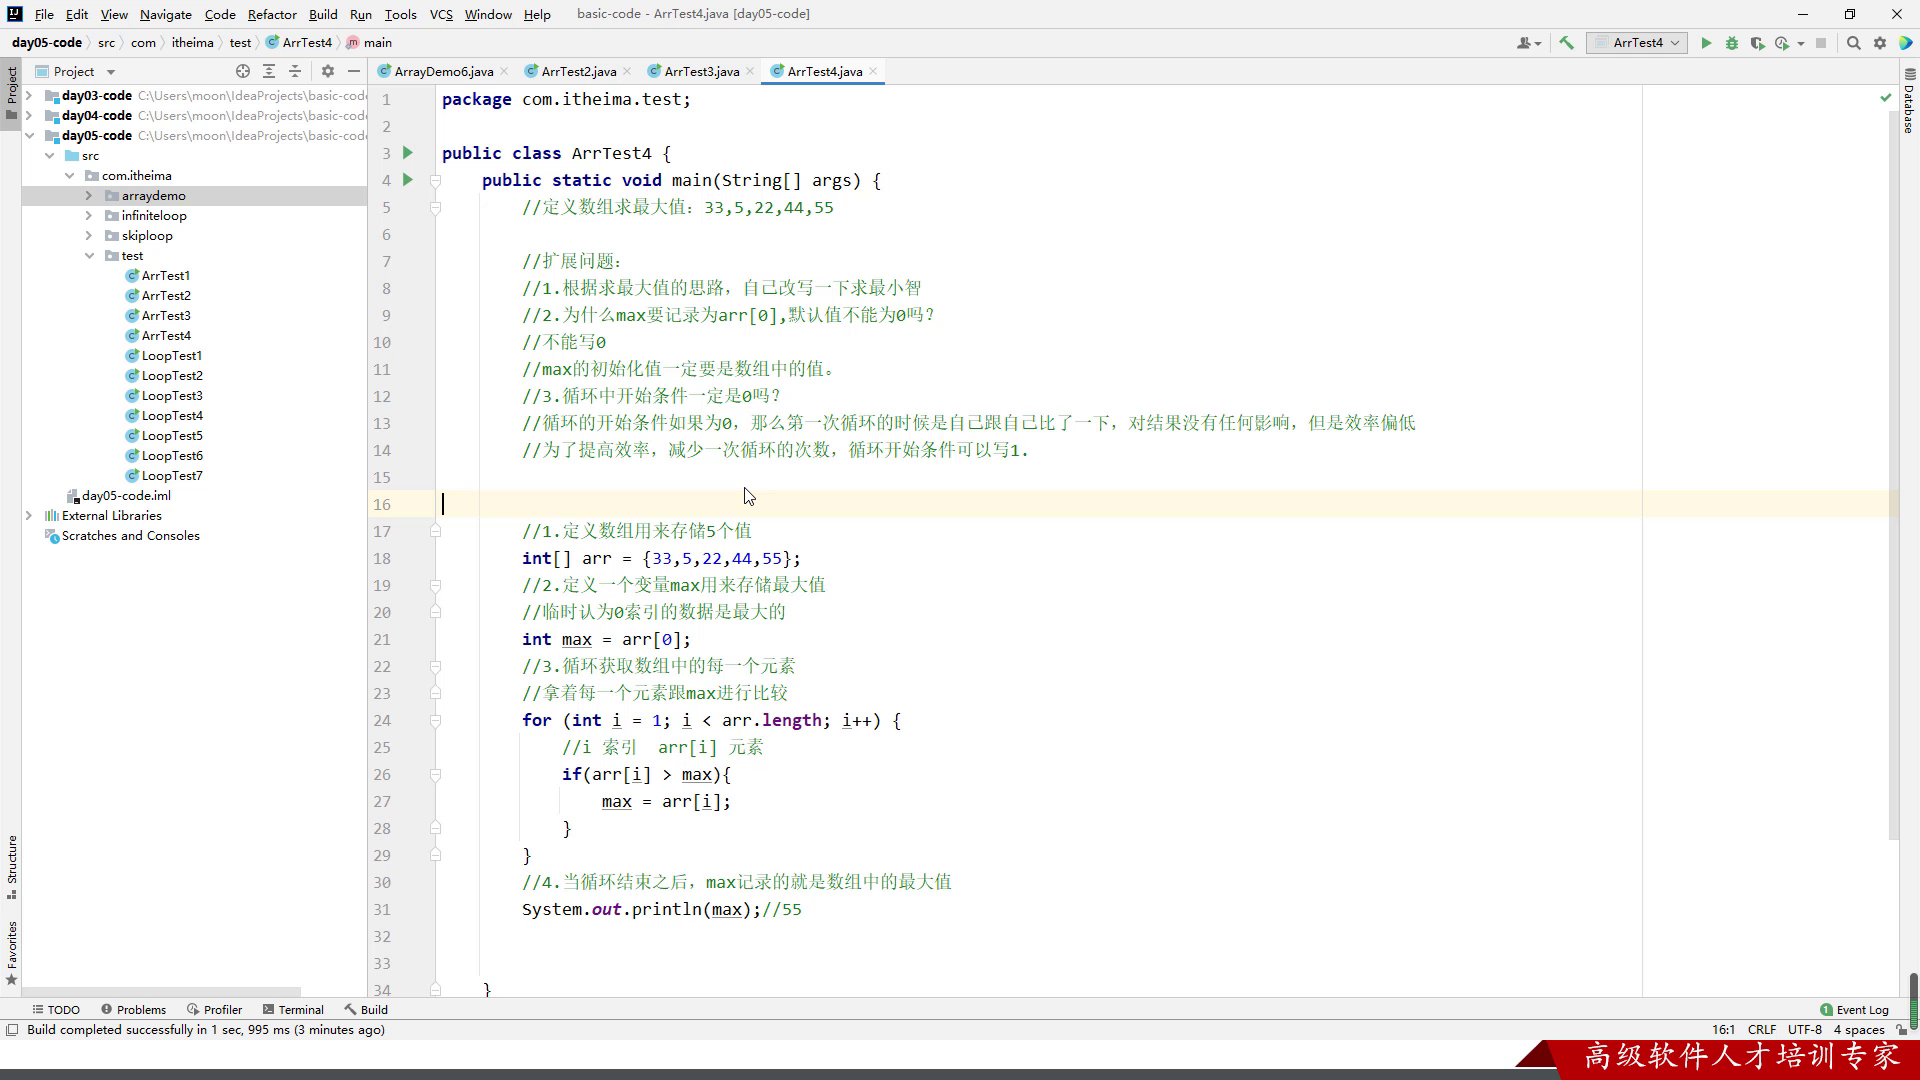 File Edit View Navigate Code Refactor Build Run Tools VCS Window Help basic-code - ArrTest4.java [day05-code]
day05-code src com itheima test ArrTest4 main
ArrTest4
Project
ArrayDemo6.java ArrTest2.java ArrTest3.java ArrTest4.java
Project
Database
day03-code C:\Users\moon\IdeaProjects\basic-code
day04-code C:\Users\moon\IdeaProjects\basic-code
day05-code C:\Users\moon\IdeaProjects\basic-code
src
com.itheima
arraydemo
infiniteloop
skiploop
test
ArrTest1
ArrTest2
ArrTest3
ArrTest4
LoopTest1
LoopTest2
LoopTest3
LoopTest4
LoopTest5
LoopTest6
LoopTest7
day05-code.iml
External Libraries
Scratches and Consoles
1 package com.itheima.test;
2
3 public class ArrTest4 {
4 public static void main(String[] args) {
5 //定义数组求最大值：33,5,22,44,55
6
7 //扩展问题：
8 //1.根据求最大值的思路，自己改写一下求最小智
9 //2.为什么max要记录为arr[0],默认值不能为0吗？
10 //不能写0
11 //max的初始化值一定要是数组中的值。
12 //3.循环中开始条件一定是0吗？
13 //循环的开始条件如果为0，那么第一次循环的时候是自己跟自己比了一下，对结果没有任何影响，但是效率偏低
14 //为了提高效率，减少一次循环的次数，循环开始条件可以写1.
15
16
17 //1.定义数组用来存储5个值
18 int[] arr = {33,5,22,44,55};
19 //2.定义一个变量max用来存储最大值
20 //临时认为0索引的数据是最大的
21 int max = arr[0];
22 //3.循环获取数组中的每一个元素
23 //拿着每一个元素跟max进行比较
24 for (int i = 1; i < arr.length; i++) {
25 //i 索引 arr[i] 元素
26 if(arr[i] > max){
27 max = arr[i];
28 }
29 }
30 //4.当循环结束之后，max记录的就是数组中的最大值
31 System.out.println(max);//55
32
33
34 }
Structure
Favorites
TODO Problems Profiler Terminal Build
1 Event Log
Build completed successfully in 1 sec, 995 ms (3 minutes ago)
16:1 CRLF UTF-8 4 spaces
高级软件人才培训专家